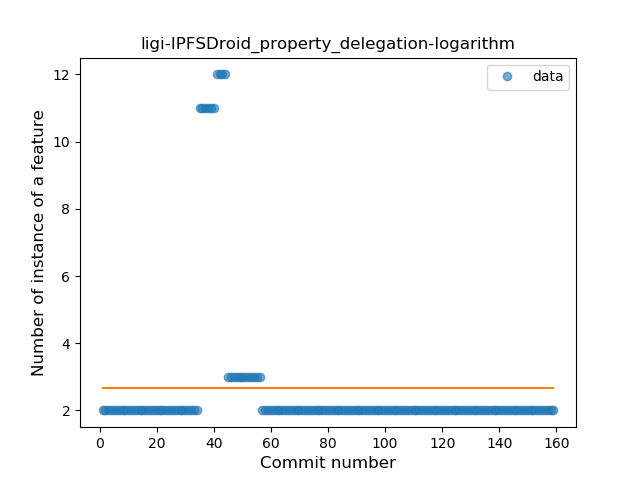 ligi-IPFSDroid_property_delegation-logarithm
data
Number of instance of a feature
12
10
8
6
4
2
0 20 40 60 80 100 120 140 160
Commit number